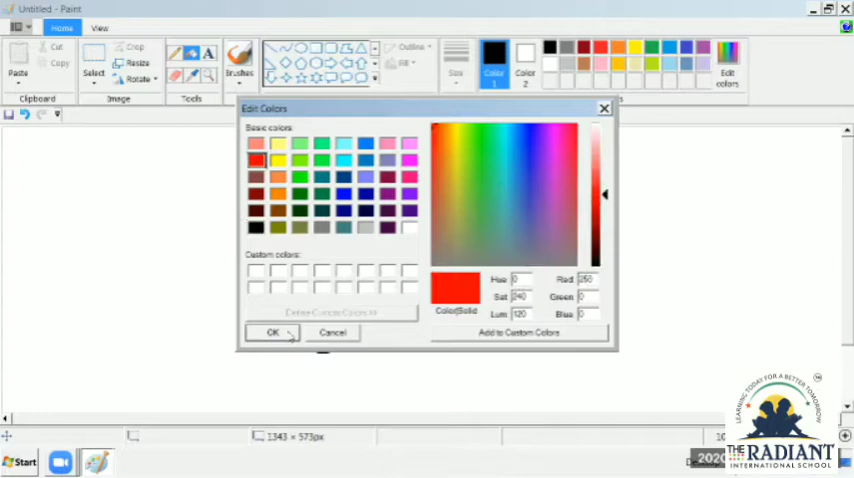 Untitled - Paint
Home
View
Paste
Cut
Copy
Clipboard
Select
Crop
Resize
Rotate
Image
A
Tools
Brushes
Outline
Fill
Size
Color 1
Color 2
Edit colors
Edit Colors
Basic colors:
Custom colors:
Define Custom Colors >>
OK
Cancel
Color|Solid
Hue 0
Sat 240
Lum 120
Red
Green 0
Blue 0
Add to Custom Colors
1343 × 573px
Start
2020
LEARNING TODAY FOR A BETTER TOMORROW
THE RADIANT
INTERNATIONAL SCHOOL